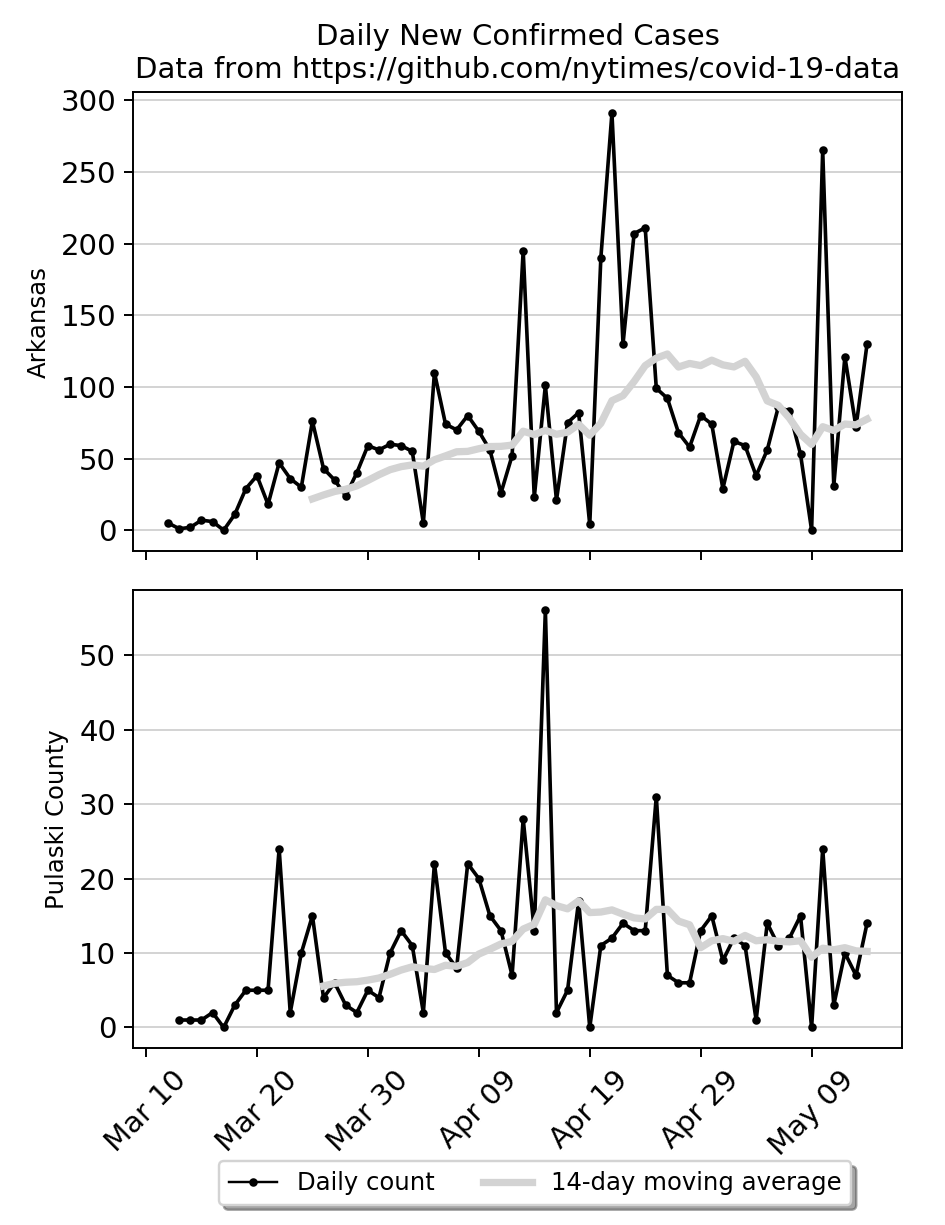 Daily New Confirmed Cases
Data from https://github.com/nytimes/covid-19-data
300
250
200
150
100
50
0
Arkansas
50
40
30
20
10
0
Pulaski County
Mar 10
Mar 20
Mar 30
Apr 09
Apr 19
Apr 29
May 09
Daily count
14-day moving average